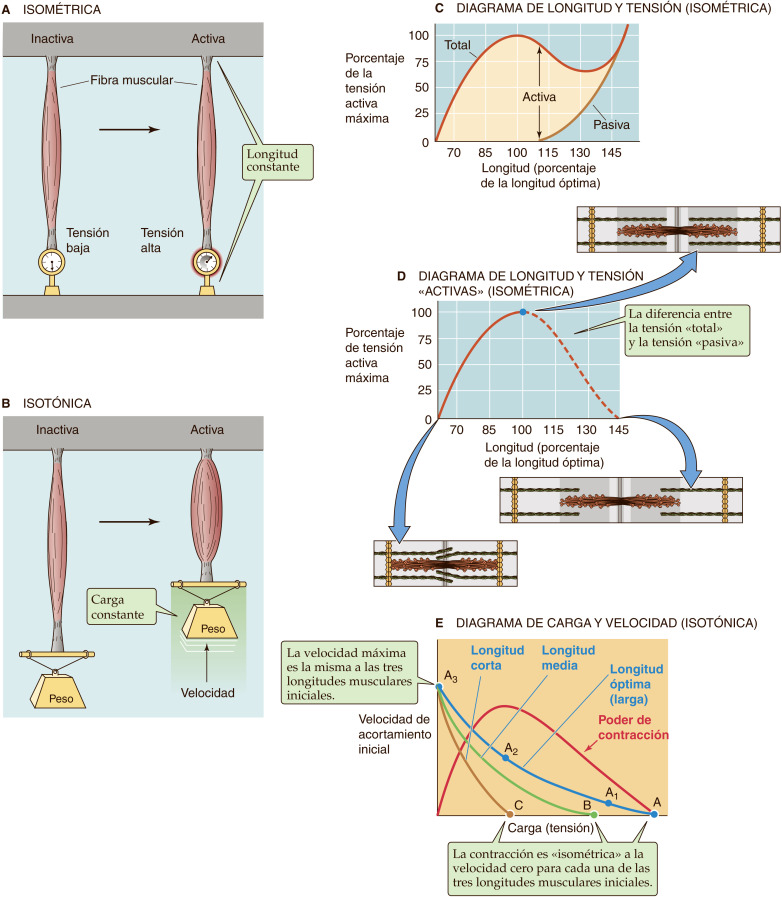 A ISOMÉTRICA
Inactiva
Activa
Fibra muscular
Longitud
constante
Tensión
baja
Tensión
alta
B ISOTÓNICA
Inactiva
Activa
Carga
constante
Peso
Peso
Velocidad
C DIAGRAMA DE LONGITUD Y TENSIÓN (ISOMÉTRICA)
Porcentaje
de la
tensión
activa
máxima
100
75
50
25
0
Total
Activa
Pasiva
70 85 100 115 130 145
Longitud (porcentaje
de la longitud óptima)
D DIAGRAMA DE LONGITUD Y TENSIÓN
«ACTIVAS» (ISOMÉTRICA)
Porcentaje
de tensión
activa
máxima
100
75
50
25
0
La diferencia entre
la tensión «total»
y la tensión «pasiva»
70 85 100 115 130 145
Longitud (porcentaje
de la longitud óptima)
E DIAGRAMA DE CARGA Y VELOCIDAD (ISOTÓNICA)
La velocidad máxima
es la misma a las tres
longitudes musculares
iniciales.
A3
Longitud
corta
Longitud
media
Longitud
óptima
(larga)
Poder de
contracción
Velocidad de
acortamiento
inicial
A2
A1
A
B
C
Carga (tensión)
La contracción es «isométrica» a la
velocidad cero para cada una de las
tres longitudes musculares iniciales.